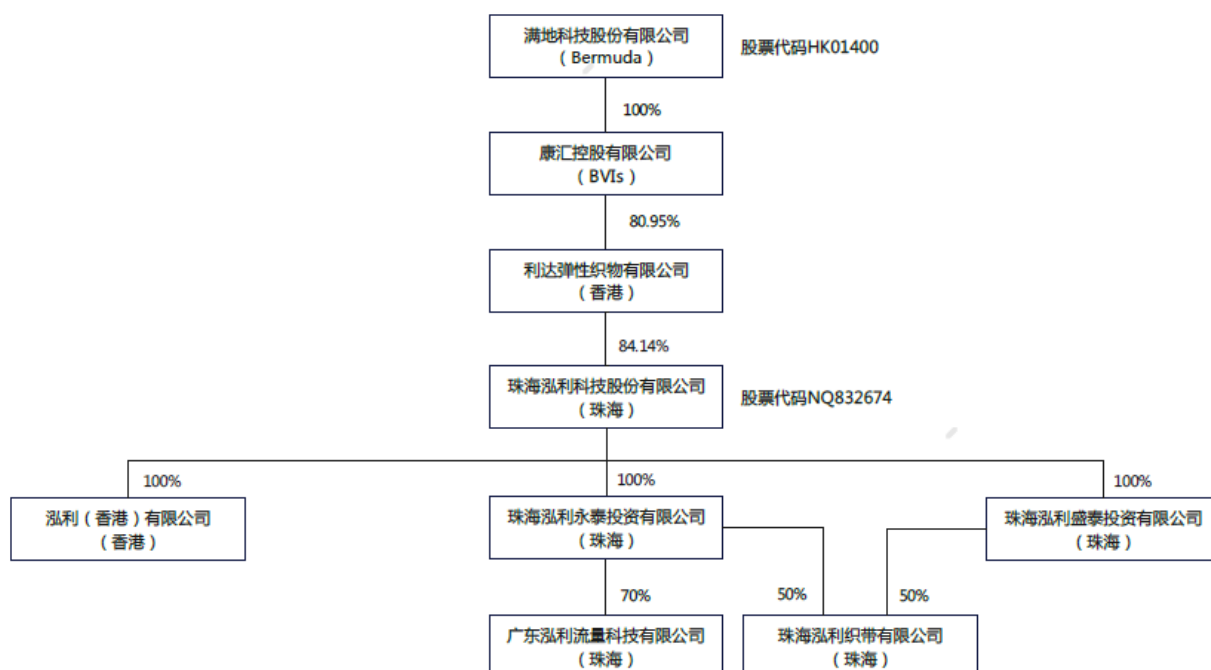 满地科技股份有限公司
（Bermuda）
股票代码HK01400
100%
康汇控股有限公司
（BVIs）
80.95%
利达弹性织物有限公司
（香港）
84.14%
珠海泓利科技股份有限公司
（珠海）
股票代码NQ832674
100%
100%
100%
泓利（香港）有限公司
（香港）
珠海泓利永泰投资有限公司
（珠海）
珠海泓利盛泰投资有限公司
（珠海）
70%
50%
50%
广东泓利流量科技有限公司
（珠海）
珠海泓利织带有限公司
（珠海）